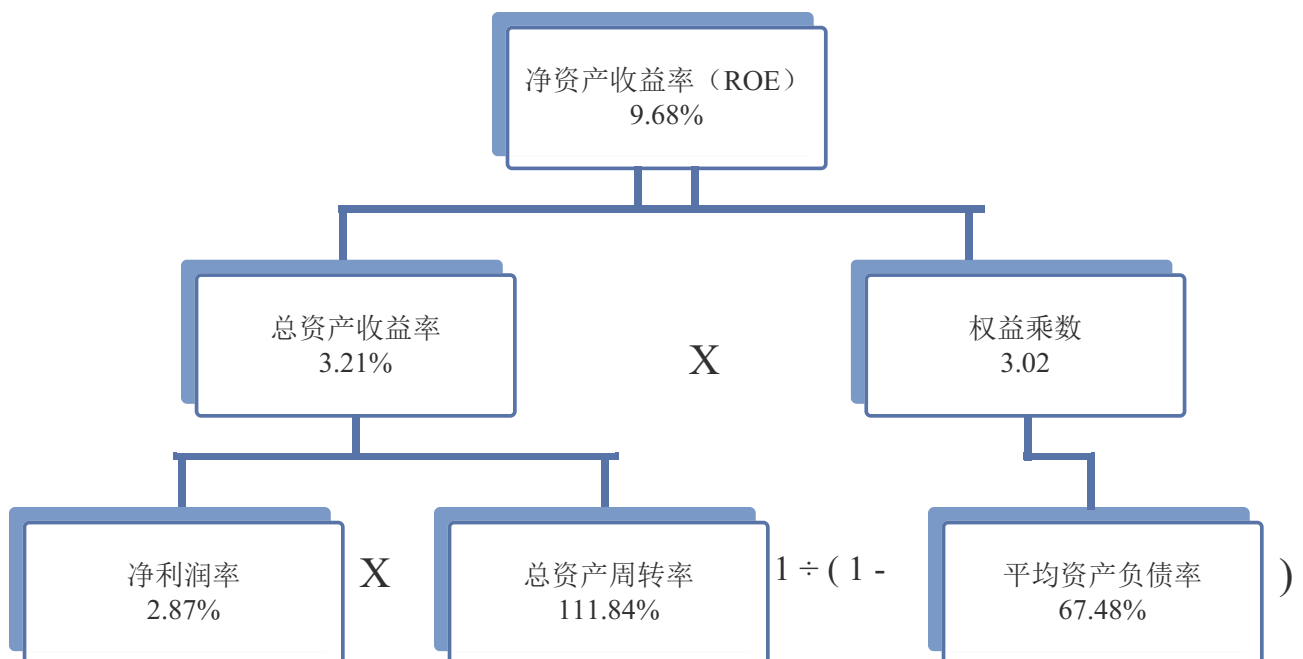 净资产收益率（ROE）
9.68%
总资产收益率
3.21%
X
权益乘数
3.02
净利润率
2.87%
X
总资产周转率
111.84%
1 ÷ ( 1 -
平均资产负债率
67.48%
)